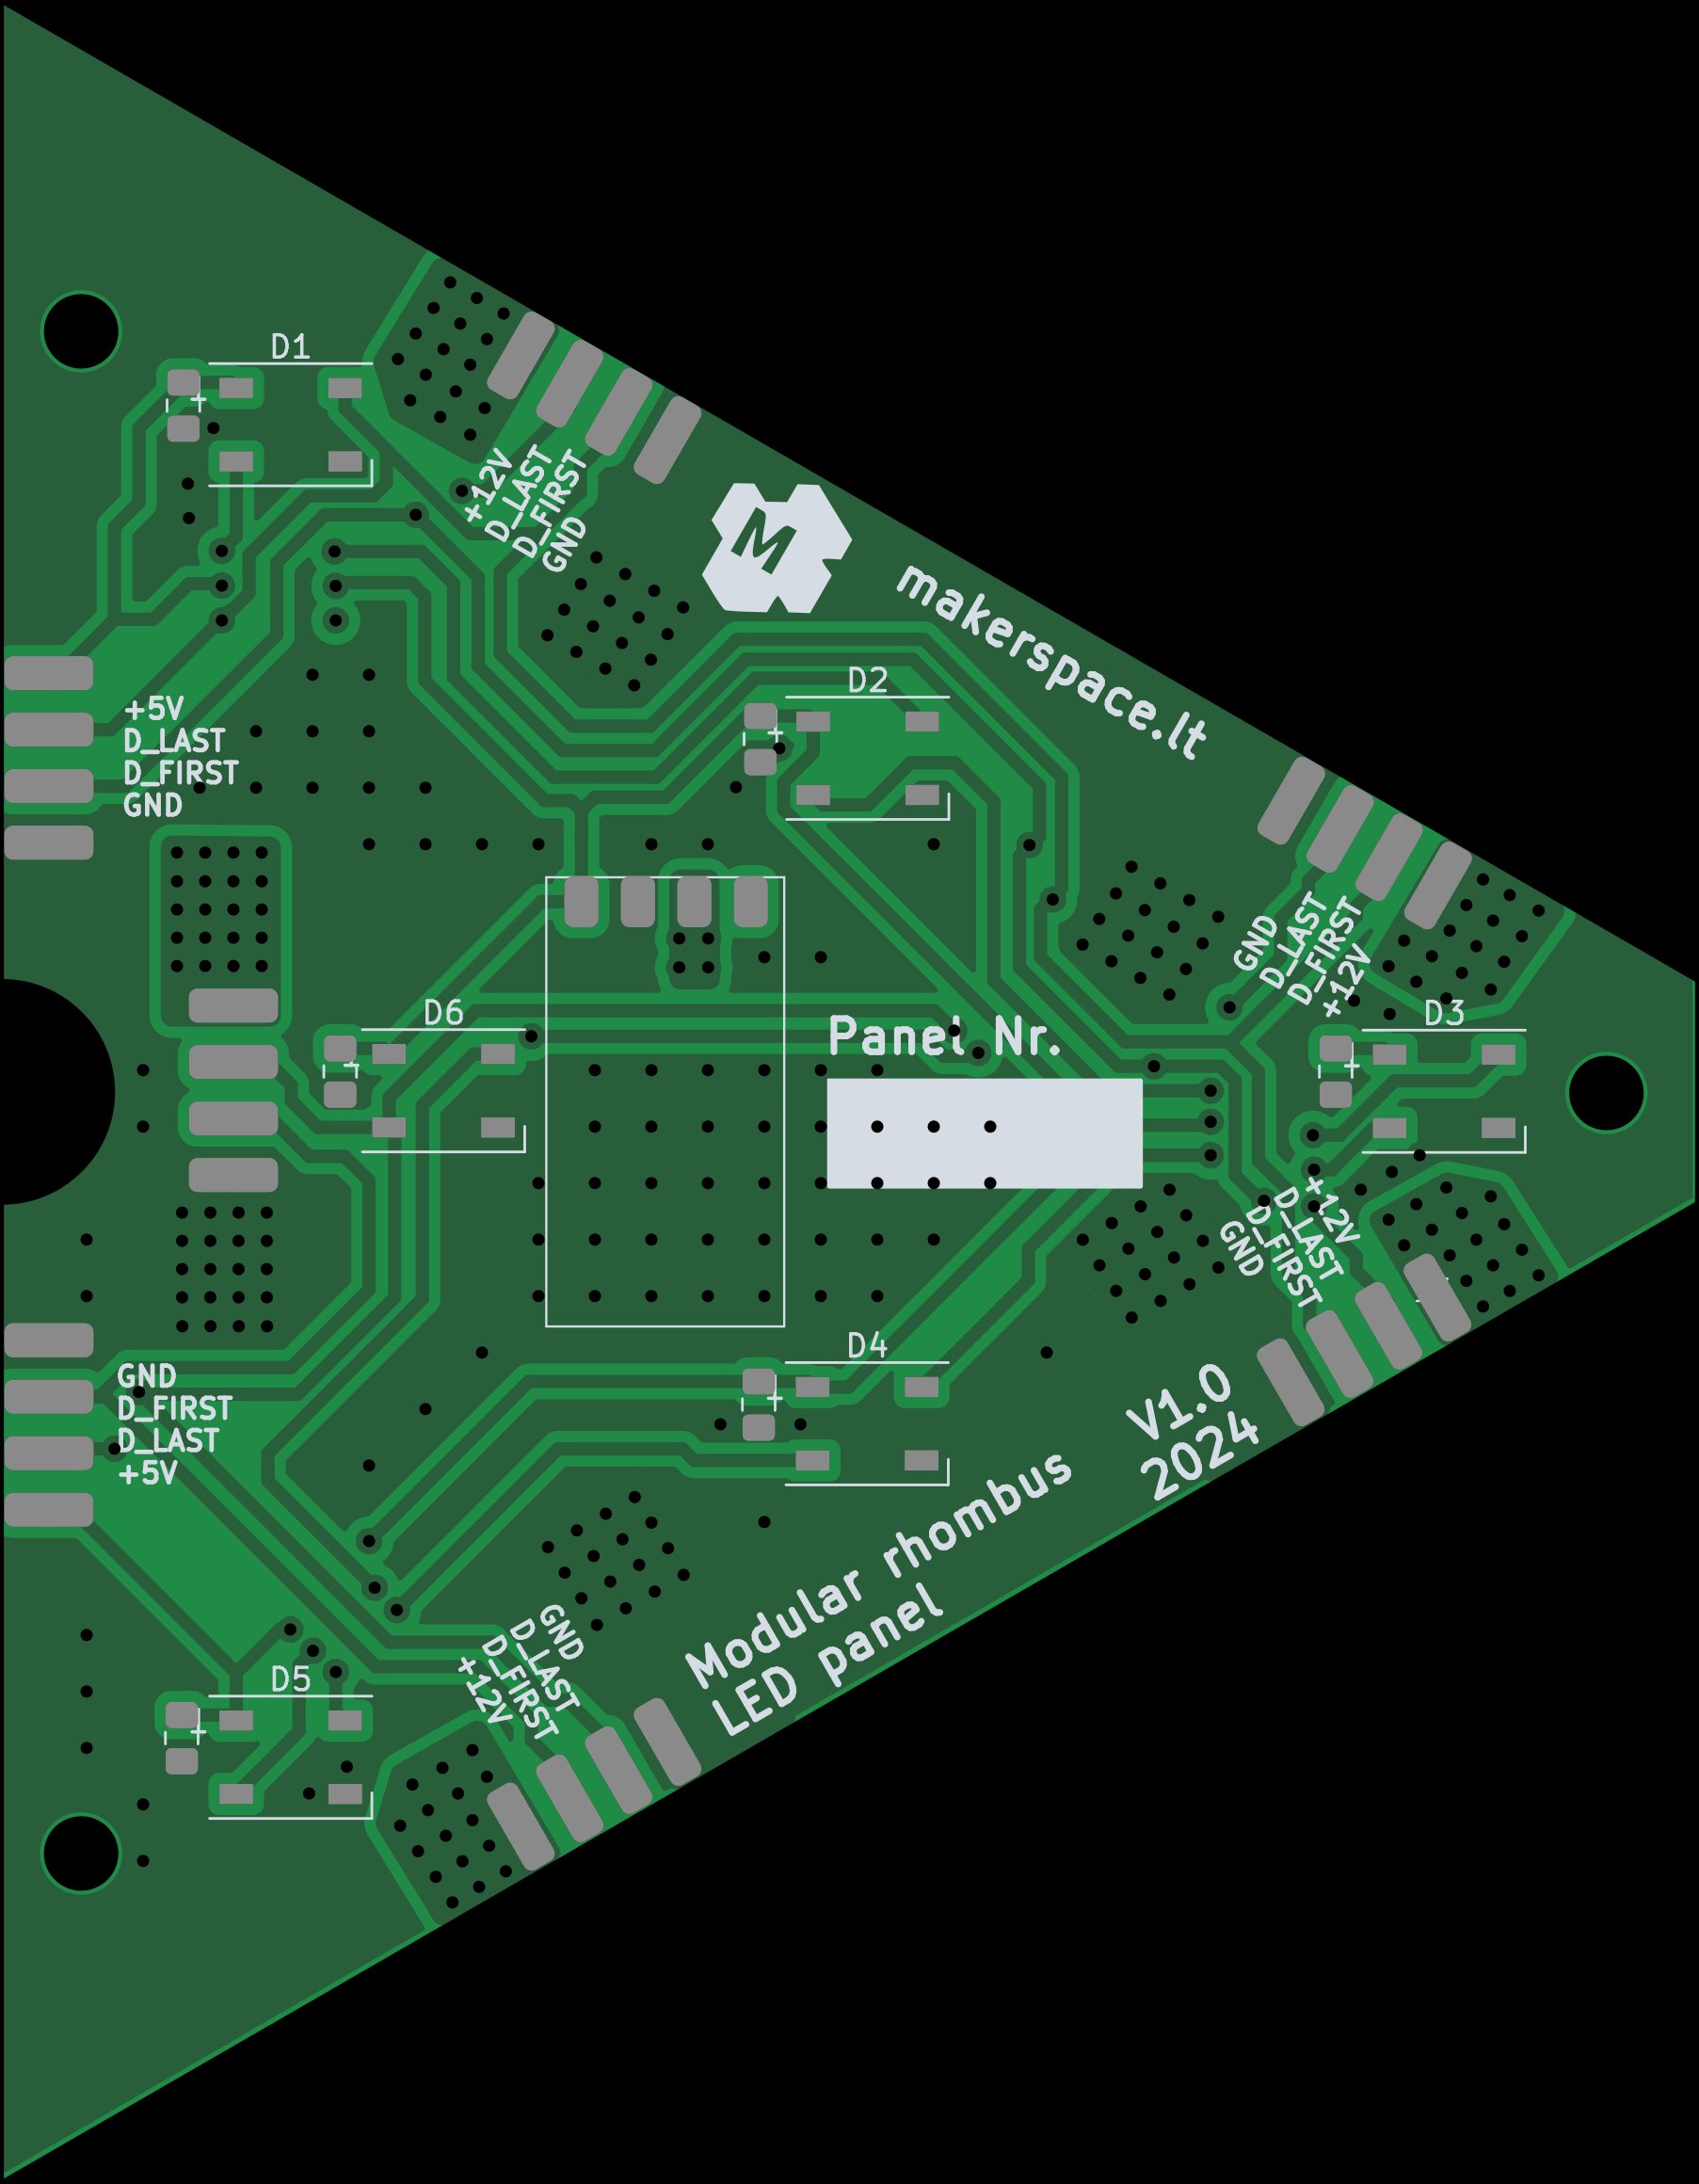 D1
+
+12V
D_LAST
D_FIRST
GND
M
makerspace.lt
D2
+
+5V
D_LAST
D_FIRST
GND
GND
D_LAST
D_FIRST
+12V
D6
+
Panel Nr.
D3
+
+12V
D_LAST
D_FIRST
GND
D4
+
GND
D_FIRST
D_LAST
+5V
V1.0
2024
Modular rhombus
LED panel
GND
D_LAST
D_FIRST
+12V
D5
+